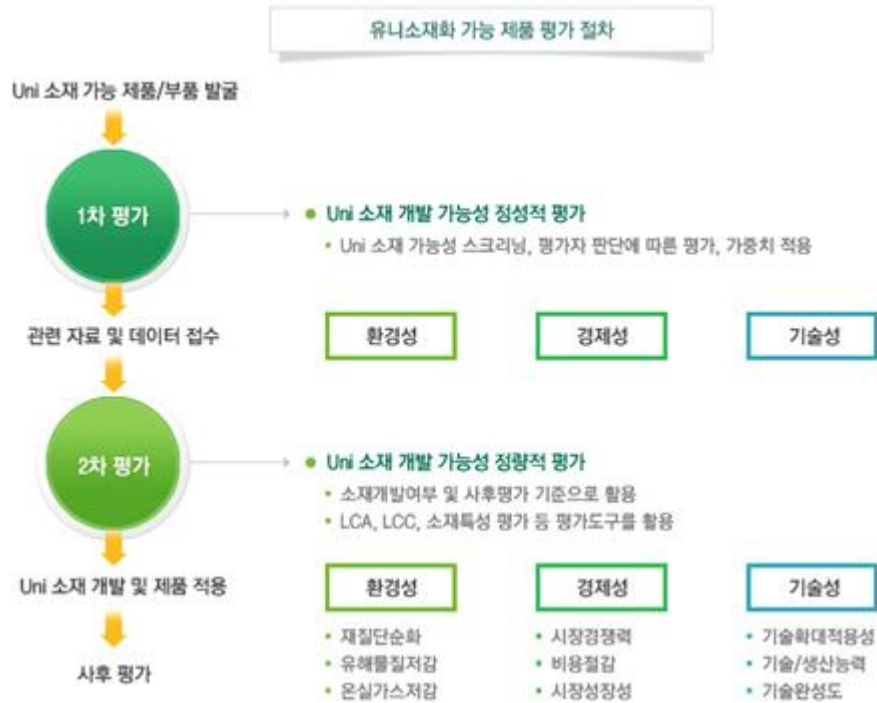 유니소재화 가능 제품 평가 절차
Uni 소재 가능 제품/부품 발굴
1차 평가
• Uni 소재 개발 가능성 정성적 평가
• Uni 소재 가능성 스크리닝, 평가자 판단에 따른 평가, 가중치 적용
관련 자료 및 데이터 접수
환경성
경제성
기술성
2차 평가
• Uni 소재 개발 가능성 정량적 평가
• 소재개발여부 및 사후평가 기준으로 활용
• LCA, LCC, 소재특성 평가 등 평가도구를 활용
Uni 소재 개발 및 제품 적용
사후 평가
환경성
• 재질단순화
• 유해물질저감
• 온실가스저감
경제성
• 시장경쟁력
• 비용절감
• 시장성장성
기술성
• 기술확대적용성
• 기술/생산능력
• 기술완성도